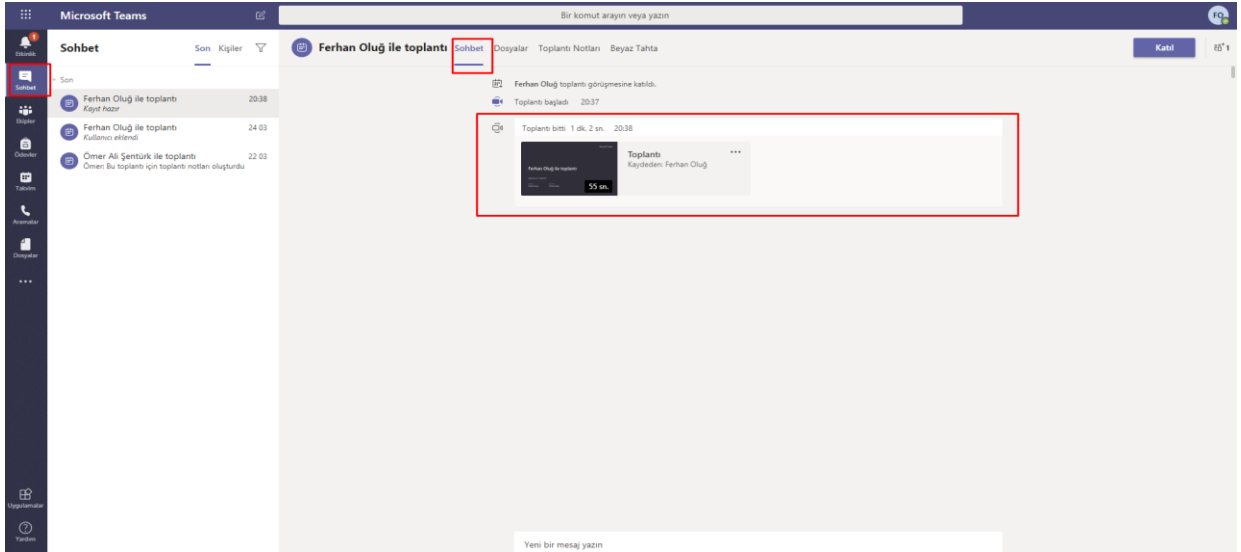 Microsoft Teams
Bir komut arayın veya yazın
FO
1
Etkinlik
Sohbet
Ekipler
Ödevler
Takvim
Aramalar
Dosyalar
Uygulamalar
Yardım
Sohbet
Son Kişiler
Son
Ferhan Oluğ ile toplantı 20:38
Kayıt hazır
Ferhan Oluğ ile toplantı 24 03
Kullanıcı eklendi
Ömer Ali Şentürk ile toplantı 22 03
Ömer: Bu toplantı için toplantı notları oluşturdu
Ferhan Oluğ ile toplantı Sohbet Dosyalar Toplantı Notları Beyaz Tahta
Katıl
1
Ferhan Oluğ toplantı görüşmesine katıldı.
Toplantı başladı 20:37
Toplantı bitti 1 dk. 2 sn. 20:38
Ferhan Oluğ ile toplantı
55 sn.
Toplantı
Kaydeden: Ferhan Oluğ
Yeni bir mesaj yazın